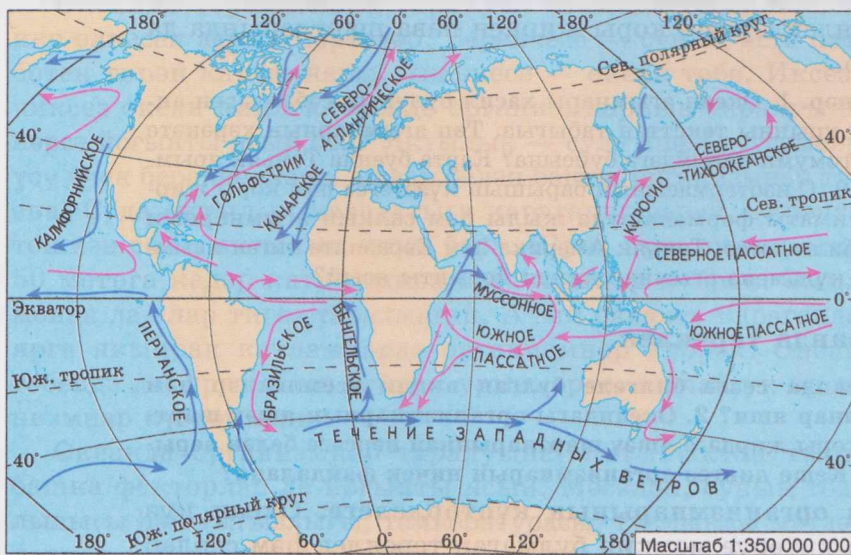 180° 120° 60° 0° 60° 120° 180°
Сев. полярный круг
40°
40°
СЕВЕРО-
АТЛАНТИЧЕСКОЕ
ГОЛЬФСТРИМ
КАНАРСКОЕ
КАЛИФОРНИЙСКОЕ
СЕВЕРО-
ТИХООКЕАНСКОЕ
КУРОСИО
Сев. тропик
СЕВЕРНОЕ ПАССАТНОЕ
МУССОННОЕ
0°
0°
Экватор
ЮЖНОЕ
ПАССАТНОЕ
ЮЖНОЕ ПАССАТНОЕ
ПЕРУАНСКОЕ
БРАЗИЛЬСКОЕ
БЕНГЕЛЬСКОЕ
Юж. тропик
ТЕЧЕНИЕ ЗАПАДНЫХ ВЕТРОВ
40°
40°
Юж. полярный круг
180° 120° 60° 0° 60° 120° 180°
Масштаб 1:350 000 000